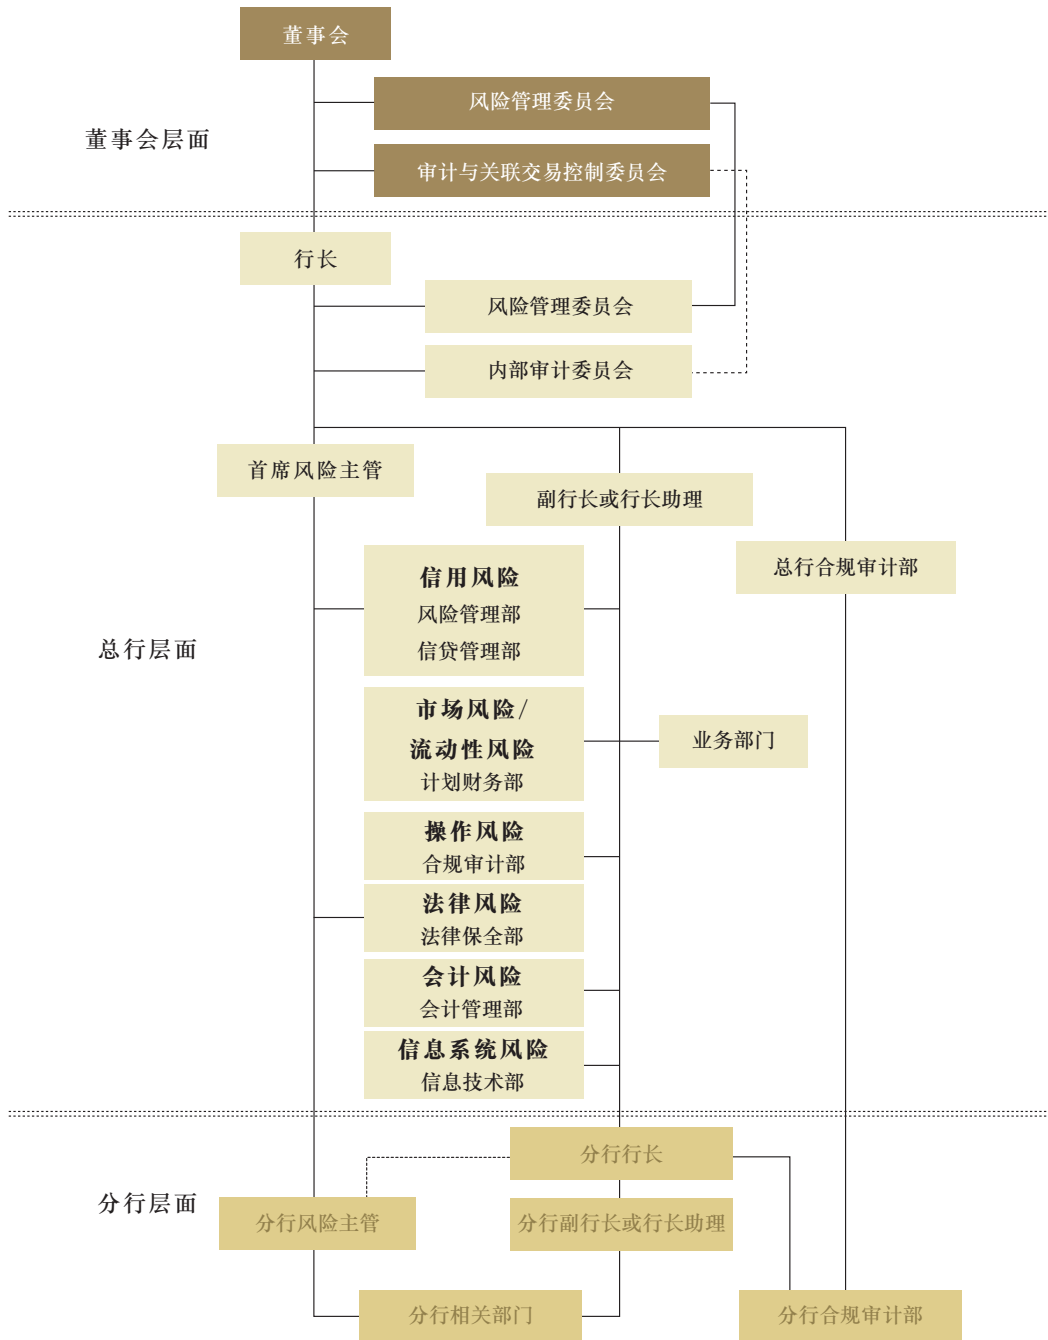 董事会
风险管理委员会
董事会层面
审计与关联交易控制委员会
行长
风险管理委员会
内部审计委员会
首席风险主管
副行长或行长助理
总行合规审计部
信用风险
风险管理部
信贷管理部
总行层面
市场风险/
流动性风险
计划财务部
业务部门
操作风险
合规审计部
法律风险
法律保全部
会计风险
会计管理部
信息系统风险
信息技术部
分行行长
分行层面
分行风险主管
分行副行长或行长助理
分行相关部门
分行合规审计部